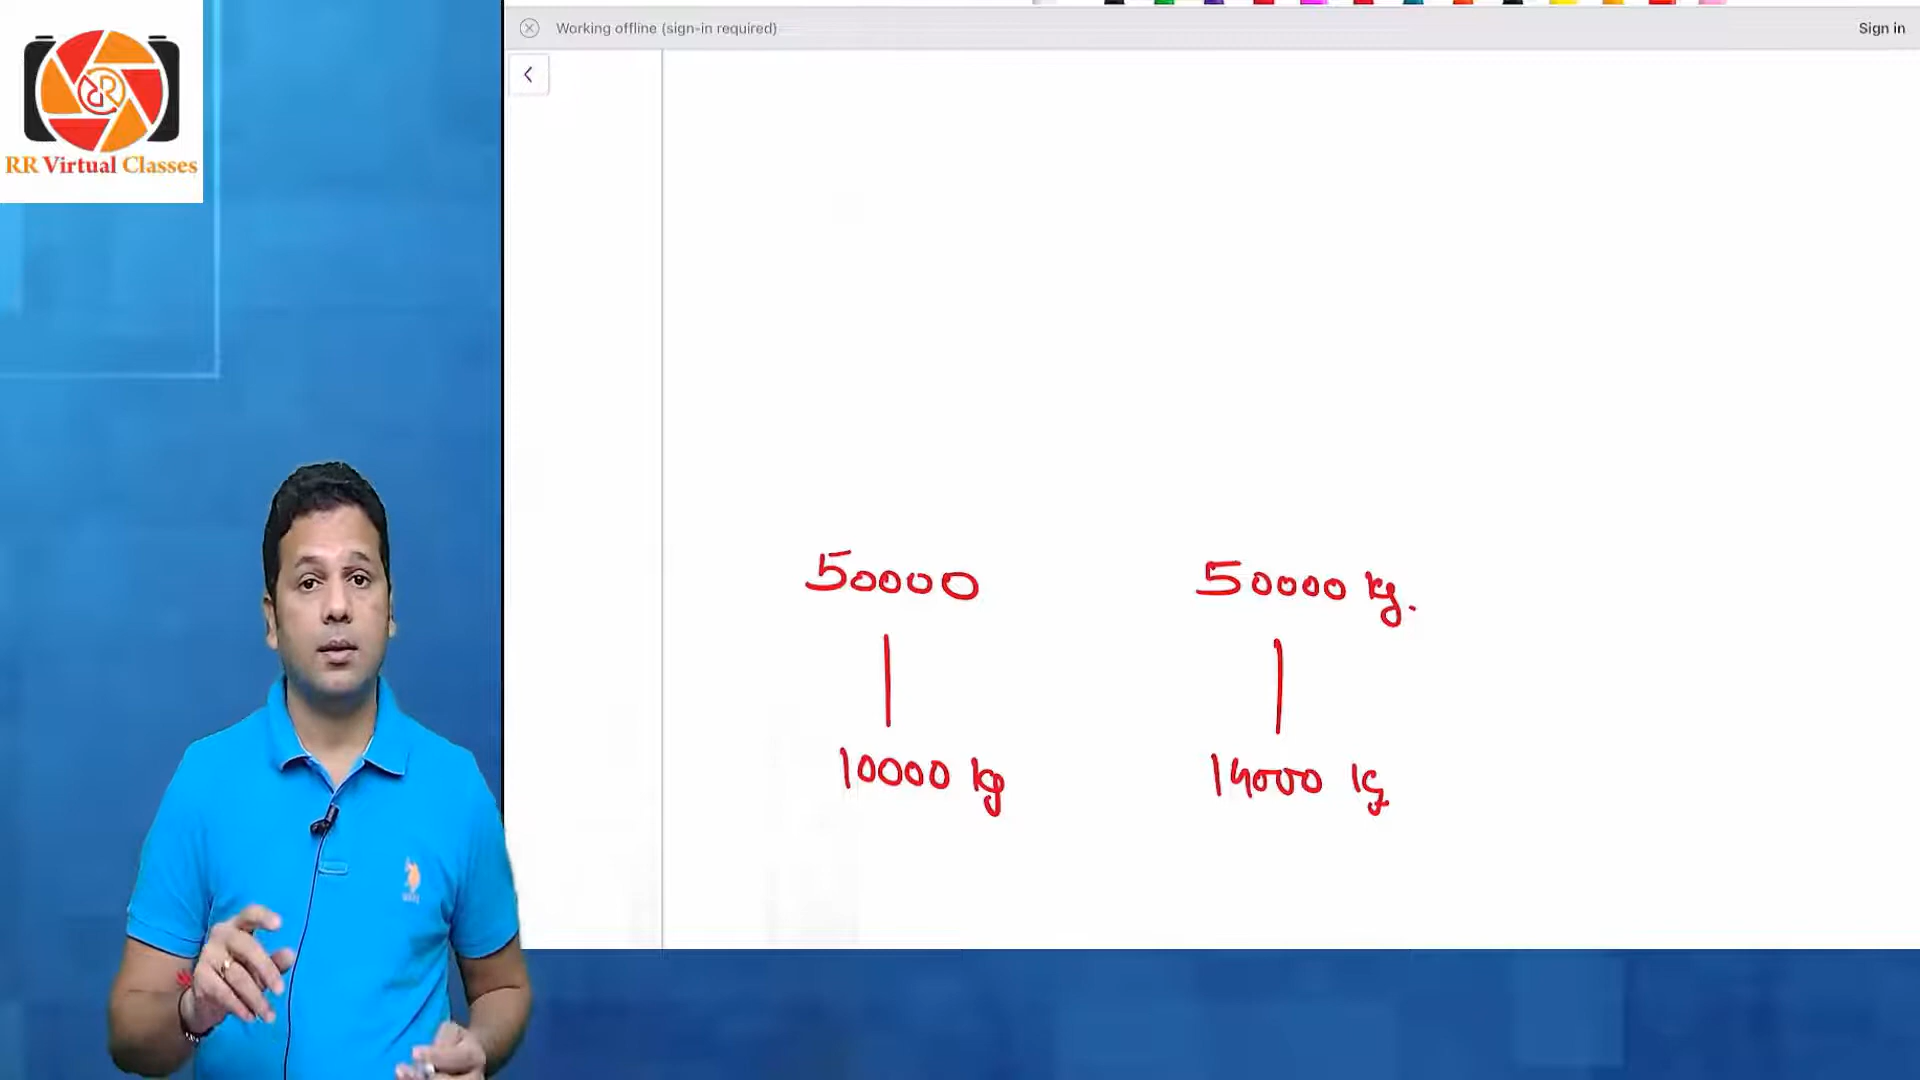 RR Virtual Classes
Working offline (sign-in required)
Sign in
50000
50000 kg.
10000 kg
14000 kg